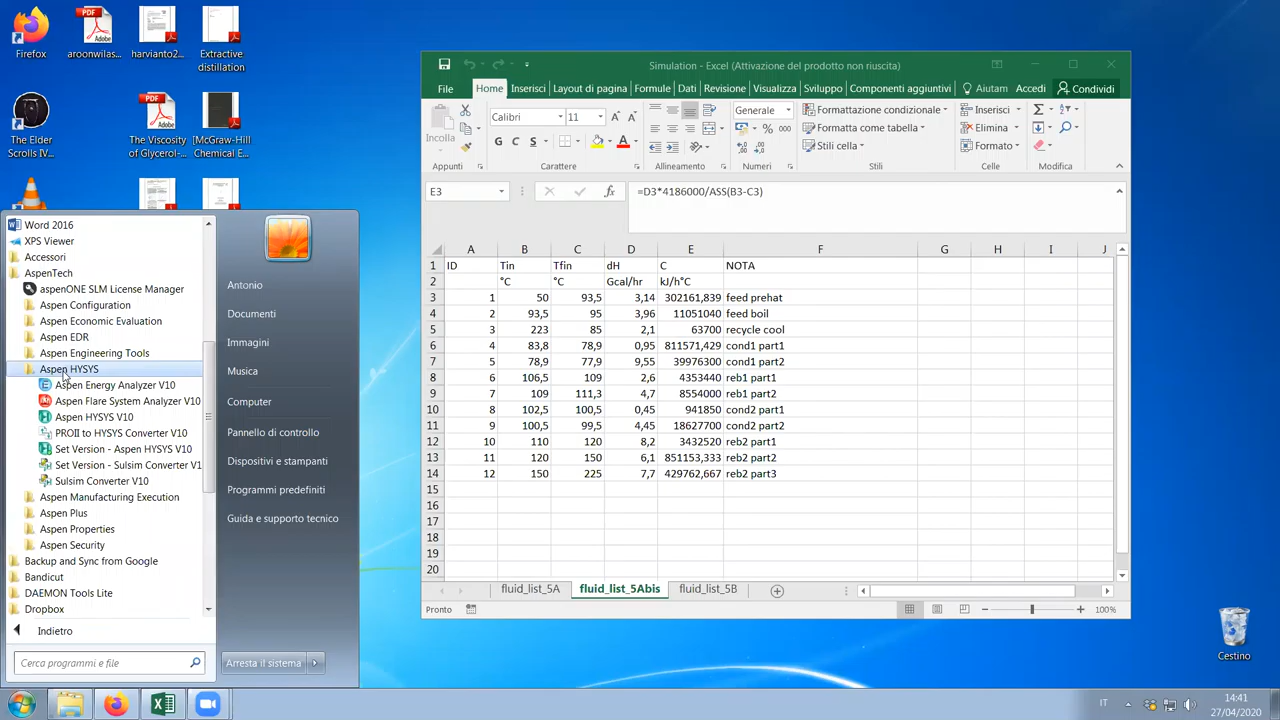 Firefox
aroonwilas...
harvianto2...
Extractive
distillation
The Elder
Scrolls IV...
The Viscosity
of Glycerol-...
[McGraw-Hill
Chemical E...
Simulation - Excel (Attivazione del prodotto non riuscita)
File Home Inserisci Layout di pagina Formule Dati Revisione Visualizza Sviluppo Componenti aggiuntivi Aiutam Accedi Condividi
Incolla
Calibri 11
G C S
Generale
% 000
Formattazione condizionale
Formatta come tabella
Stili cella
Inserisci
Elimina
Formato
Appunti Carattere Allineamento Numeri Stili Celle Modifica
E3 fx =D3*4186000/ASS(B3-C3)
A B C D E F G H I J
1 ID Tin Tfin dH C NOTA
2 °C °C Gcal/hr kJ/h°C
3 1 50 93,5 3,14 302161,839 feed prehat
4 2 93,5 95 3,96 11051040 feed boil
5 3 223 85 2,1 63700 recycle cool
6 4 83,8 78,9 0,95 811571,429 cond1 part1
7 5 78,9 77,9 9,55 39976300 cond1 part2
8 6 106,5 109 2,6 4353440 reb1 part1
9 7 109 111,3 4,7 8554000 reb1 part2
10 8 102,5 100,5 0,45 941850 cond2 part1
11 9 100,5 99,5 4,45 18627700 cond2 part2
12 10 110 120 8,2 3432520 reb2 part1
13 11 120 150 6,1 851153,333 reb2 part2
14 12 150 225 7,7 429762,667 reb2 part3
15
16
17
18
19
20
fluid_list_5A fluid_list_5Abis fluid_list_5B
Pronto
100%
Word 2016
XPS Viewer
Accessori
AspenTech
aspenONE SLM License Manager
Aspen Configuration
Aspen Economic Evaluation
Aspen EDR
Aspen Engineering Tools
Aspen HYSYS
Aspen Energy Analyzer V10
Aspen Flare System Analyzer V10
Aspen HYSYS V10
PROII to HYSYS Converter V10
Set Version - Aspen HYSYS V10
Set Version - Sulsim Converter V1
Sulsim Converter V10
Aspen Manufacturing Execution
Aspen Plus
Aspen Properties
Aspen Security
Backup and Sync from Google
Bandicut
DAEMON Tools Lite
Dropbox
Indietro
Cerca programmi e file
Antonio
Documenti
Immagini
Musica
Computer
Pannello di controllo
Dispositivi e stampanti
Programmi predefiniti
Guida e supporto tecnico
Arresta il sistema
Cestino
IT
14:41
27/04/2020